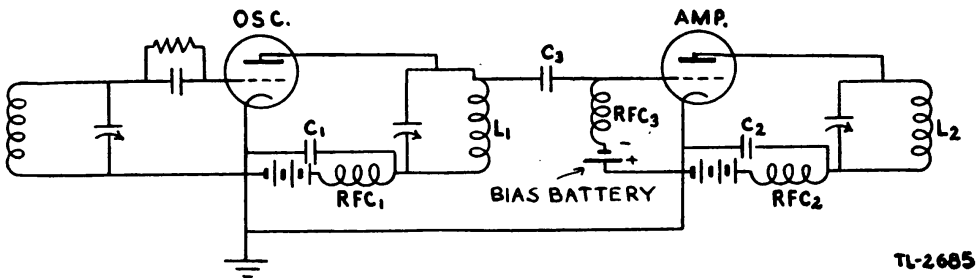 OSC.
AMP.
C3
RFC3
L1
C1
RFC1
- 
+
BIAS BATTERY
C2
RFC2
L2
TL-2685